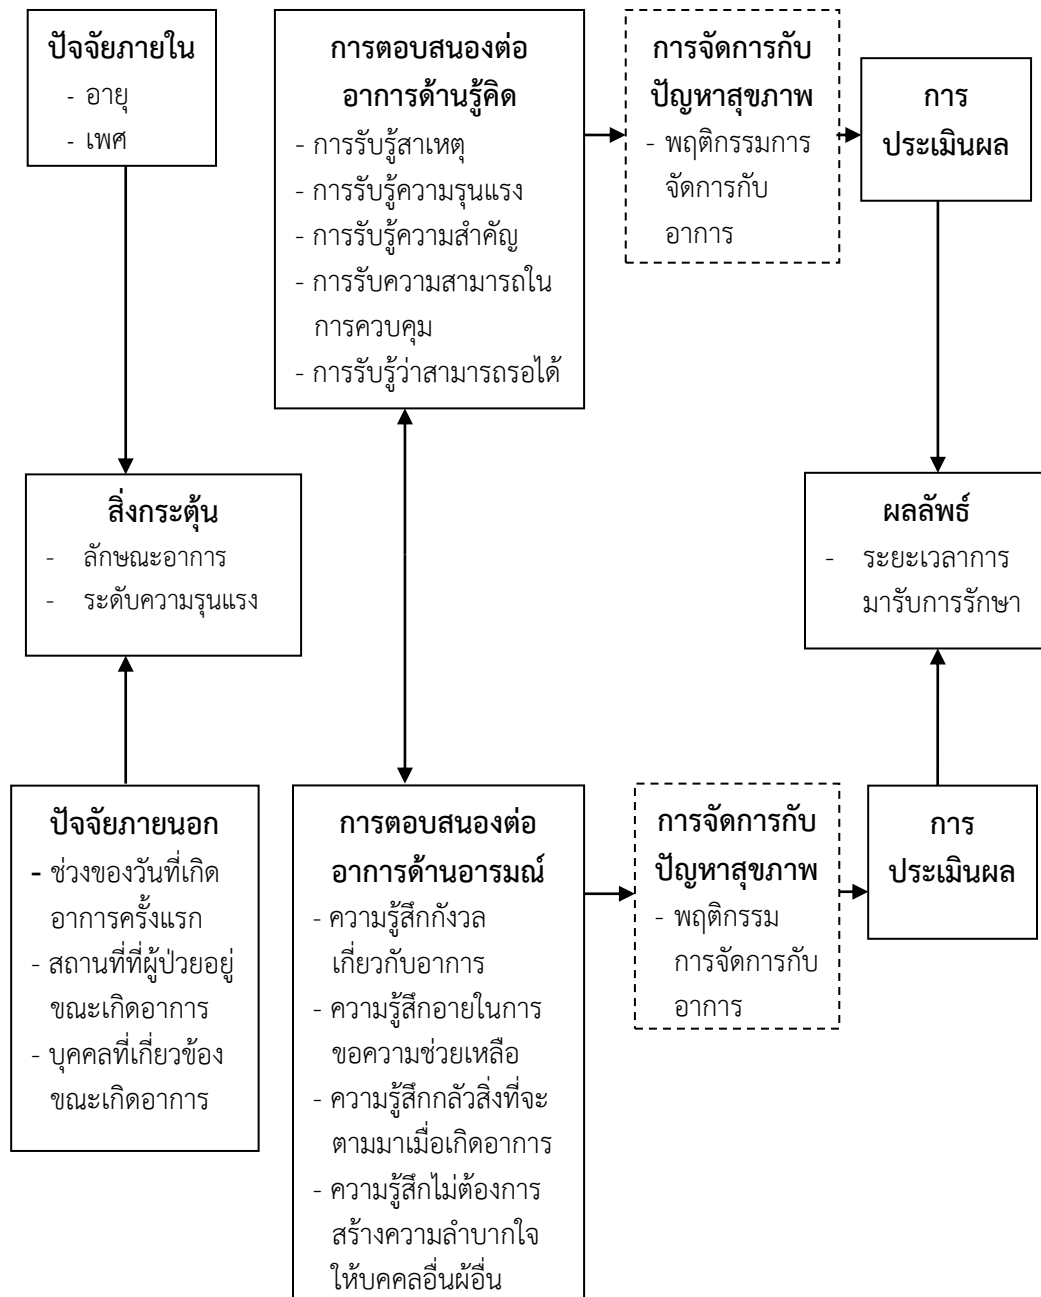 ปัจจัยภายใน
- อายุ
- เพศ
การตอบสนองต่อ
อาการด้านรู้คิด
- การรับรู้สาเหตุ
- การรับรู้ความรุนแรง
- การรับรู้ความสำคัญ
- การรับความสามารถใน
การควบคุม
- การรับรู้ว่าสามารถรอได้
การจัดการกับ
ปัญหาสุขภาพ
- พฤติกรรมการ
จัดการกับ
อาการ
การ
ประเมินผล
สิ่งกระตุ้น
- ลักษณะอาการ
- ระดับความรุนแรง
ผลลัพธ์
- ระยะเวลาการ
มารับการรักษา
ปัจจัยภายนอก
- ช่วงของวันที่เกิด
อาการครั้งแรก
- สถานที่ที่ผู้ป่วยอยู่
ขณะเกิดอาการ
- บุคคลที่เกี่ยวข้อง
ขณะเกิดอาการ
การตอบสนองต่อ
อาการด้านอารมณ์
- ความรู้สึกกังวล
เกี่ยวกับอาการ
- ความรู้สึกอายในการ
ขอความช่วยเหลือ
- ความรู้สึกกลัวสิ่งที่จะ
ตามมาเมื่อเกิดอาการ
- ความรู้สึกไม่ต้องการ
สร้างความลำบากใจ
ให้บุคคลอื่นผู้อื่น
การจัดการกับ
ปัญหาสุขภาพ
- พฤติกรรม
การจัดการกับ
อาการ
การ
ประเมินผล